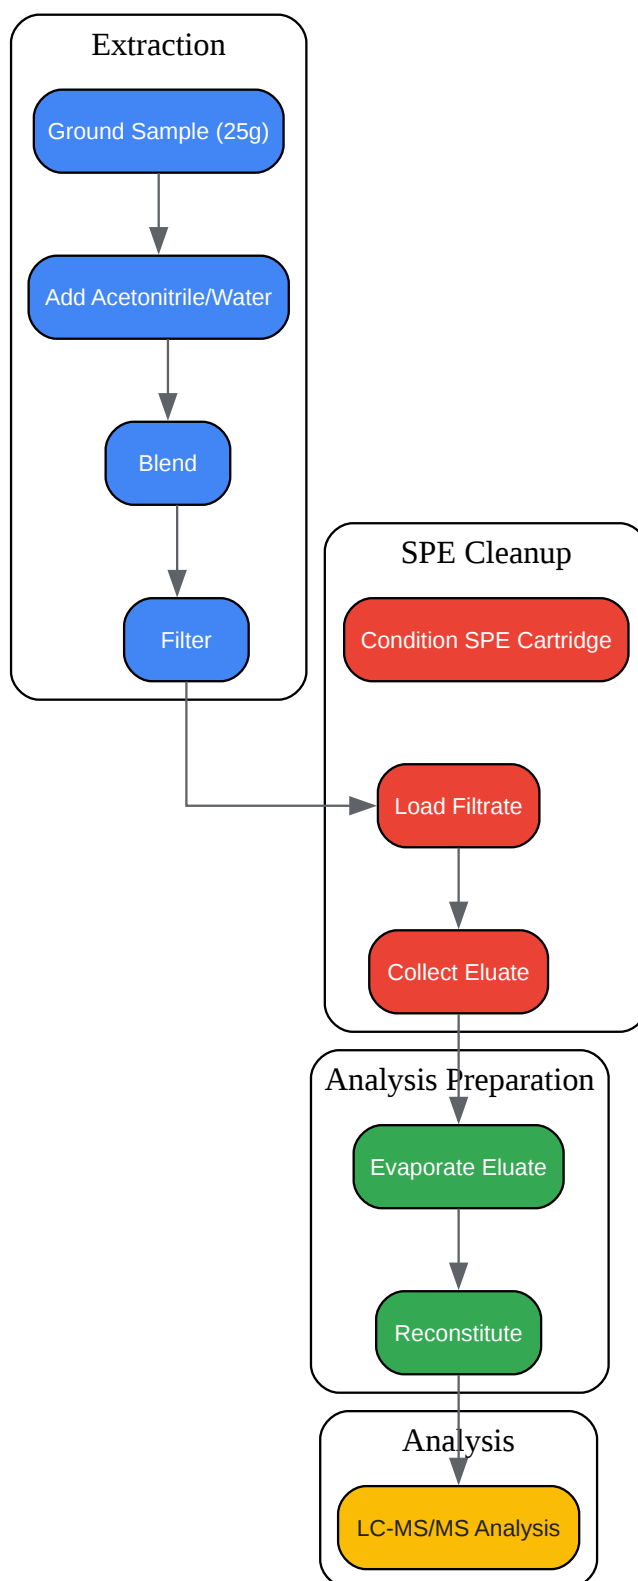 Extraction
Ground Sample (25g)
Add Acetonitrile/Water
Blend
Filter
SPE Cleanup
Condition SPE Cartridge
Load Filtrate
Collect Eluate
Analysis Preparation
Evaporate Eluate
Reconstitute
Analysis
LC-MS/MS Analysis